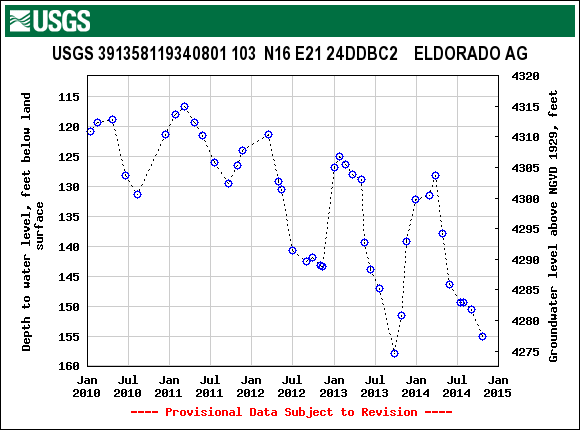 USGS
USGS 391358119340801 103 N16 E21 24DDBC2 ELDORADO AG
Depth to water level, feet below land
surface
115
120
125
130
135
140
145
150
155
160
4320
4315
4310
4305
4300
4295
4290
4285
4280
4275
Groundwater level above NGVD 1929, feet
Jan Jul Jan Jul Jan Jul Jan Jul Jan Jul Jan
2010 2010 2011 2011 2012 2012 2013 2013 2014 2014 2015
---- Provisional Data Subject to Revision ----